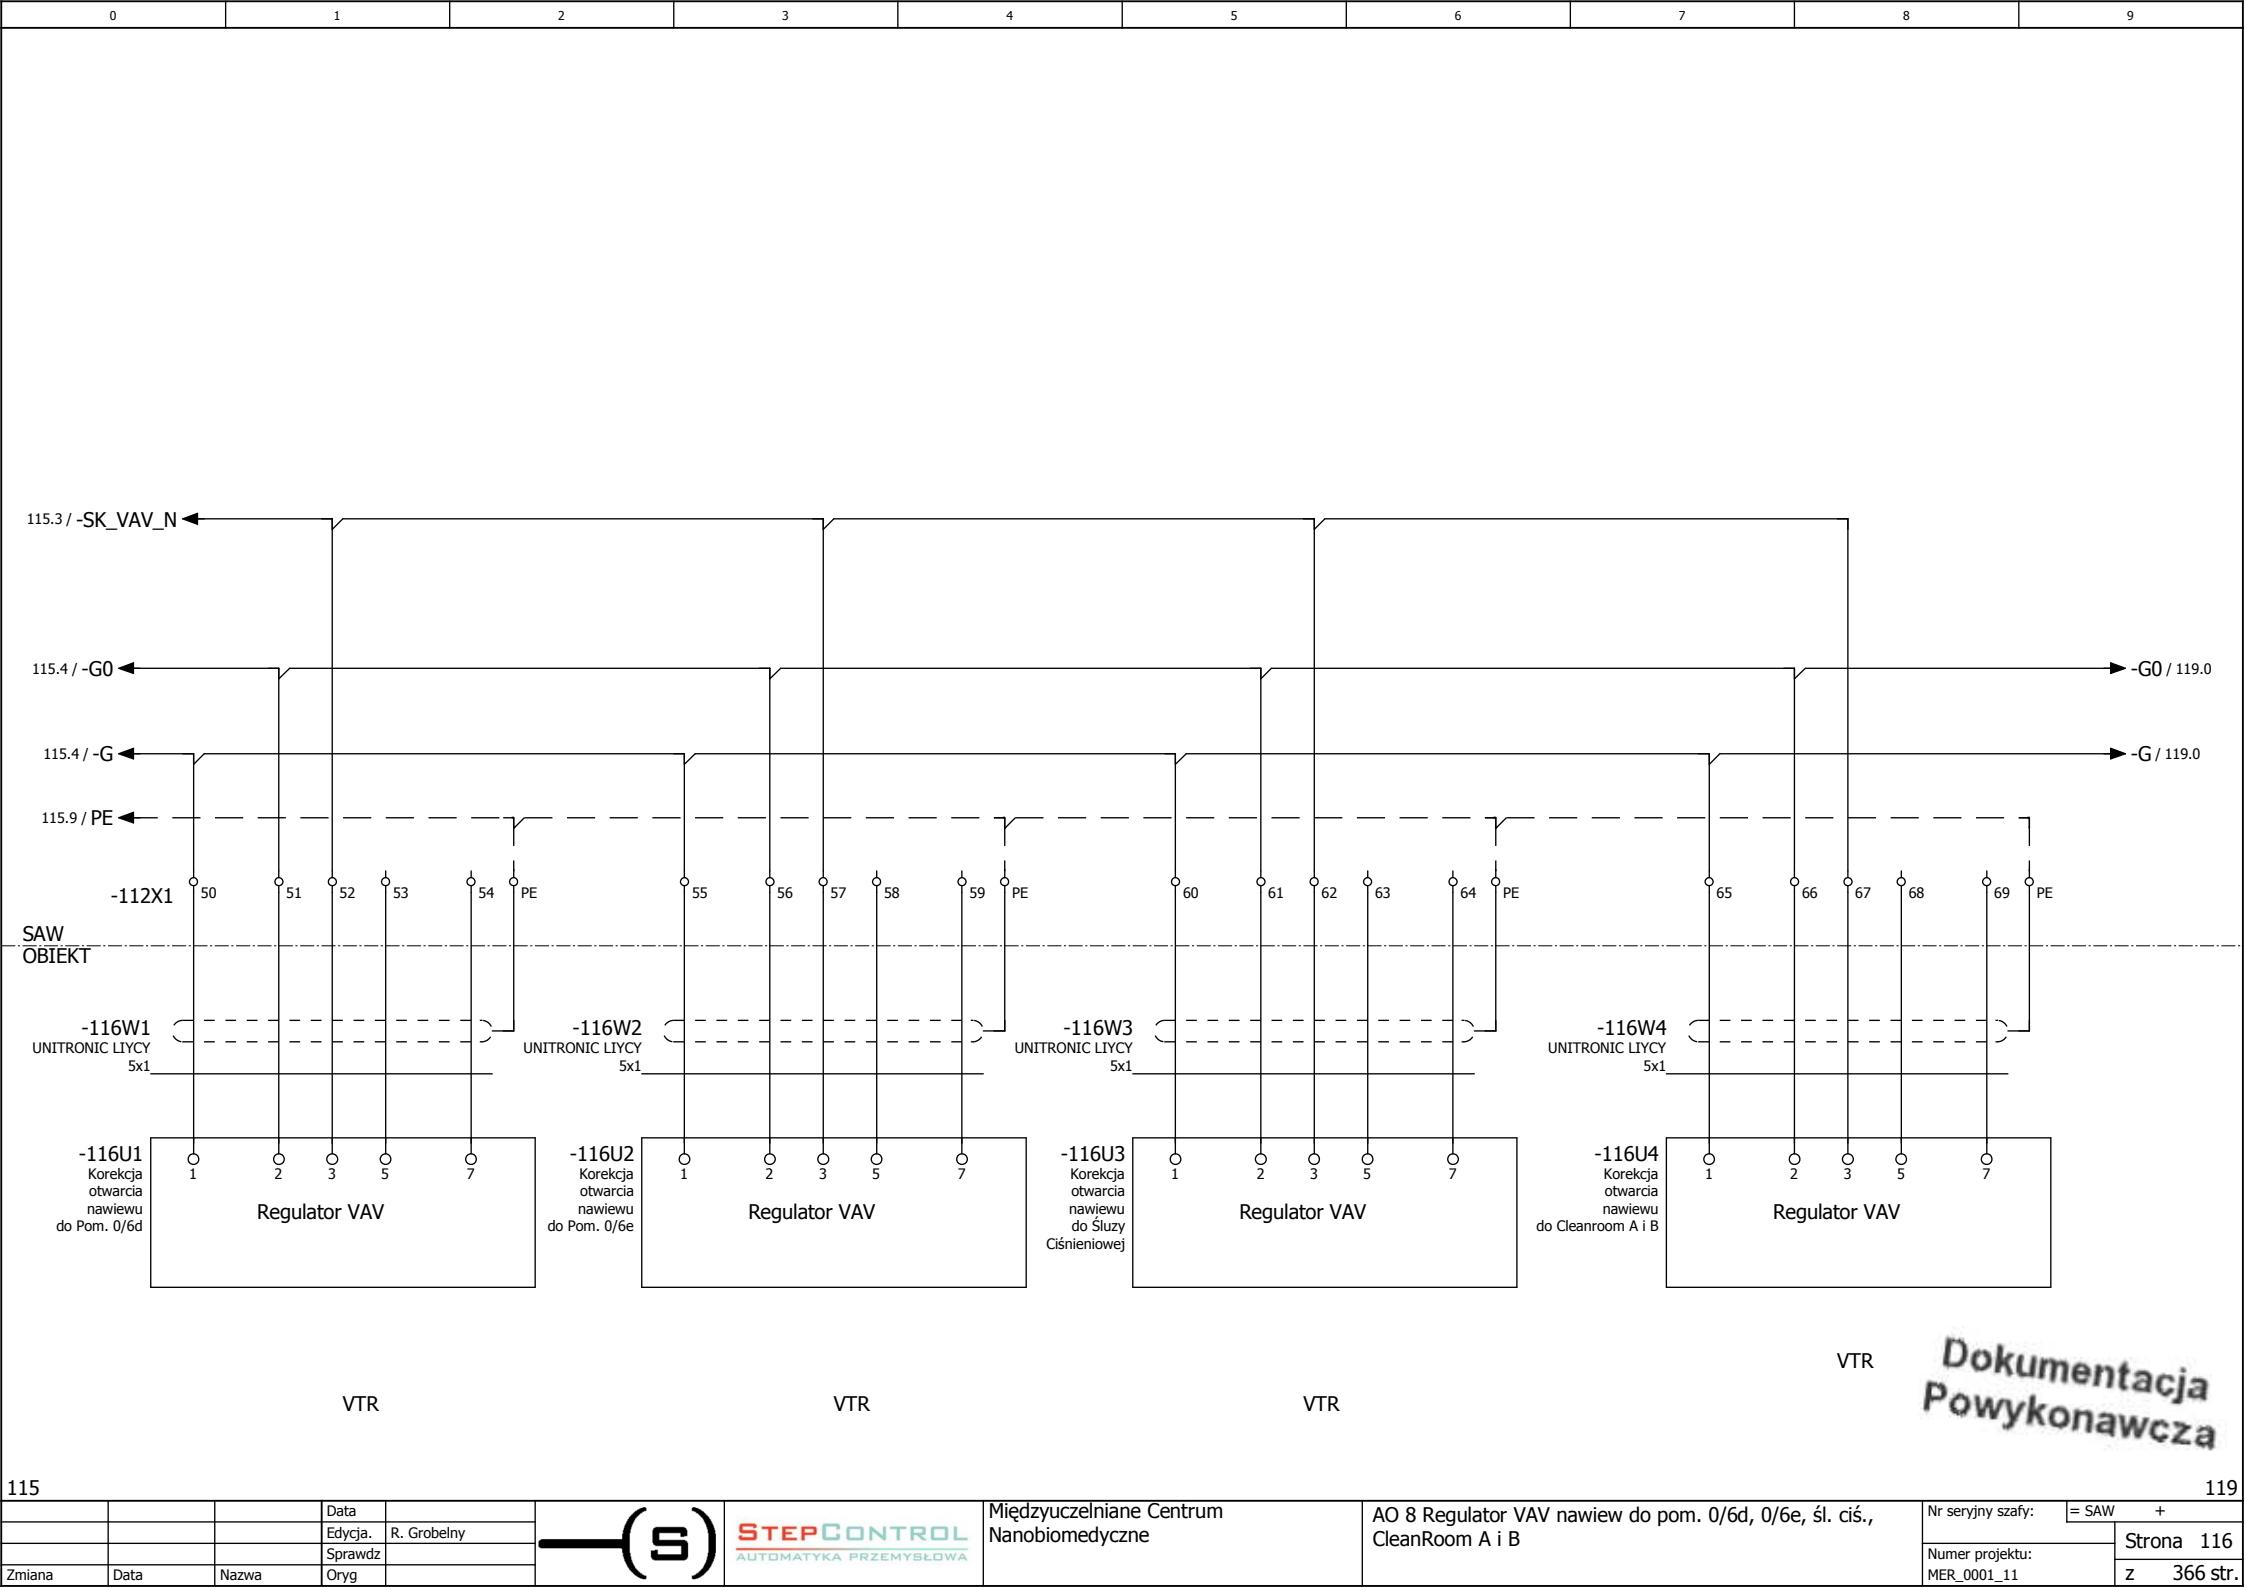 0 1 2 3 4 5 6 7 8 9
115.3 / -SK_VAV_N
115.4 / -G0
-G0 / 119.0
115.4 / -G
-G / 119.0
115.9 / PE
-112X1 50 51 52 53 54 PE 55 56 57 58 59 PE 60 61 62 63 64 PE 65 66 67 68 69 PE
SAW
OBIEKT
-116W1
UNITRONIC LIYCY
5x1
-116W2
UNITRONIC LIYCY
5x1
-116W3
UNITRONIC LIYCY
5x1
-116W4
UNITRONIC LIYCY
5x1
-116U1
Korekcja
otwarcia
nawiewu
do Pom. 0/6d
1 2 3 5 7
Regulator VAV
-116U2
Korekcja
otwarcia
nawiewu
do Pom. 0/6e
1 2 3 5 7
Regulator VAV
-116U3
Korekcja
otwarcia
nawiewu
do Śluzy
Ciśnieniowej
1 2 3 5 7
Regulator VAV
-116U4
Korekcja
otwarcia
nawiewu
do Cleanroom A i B
1 2 3 5 7
Regulator VAV
VTR
VTR
VTR
VTR
Dokumentacja
Powykonawcza
115
119
Data
Edycja. R. Grobelny
Sprawdz
Zmiana Data Nazwa Oryg
(s)
STEPCONTROL
AUTOMATYKA PRZEMYSŁOWA
Międzyuczelniane Centrum
Nanobiomedyczne
AO 8 Regulator VAV nawiew do pom. 0/6d, 0/6e, śl. ciś.,
CleanRoom A i B
Nr seryjny szafy:
= SAW +
Numer projektu:
MER_0001_11
Strona 116
z 366 str.